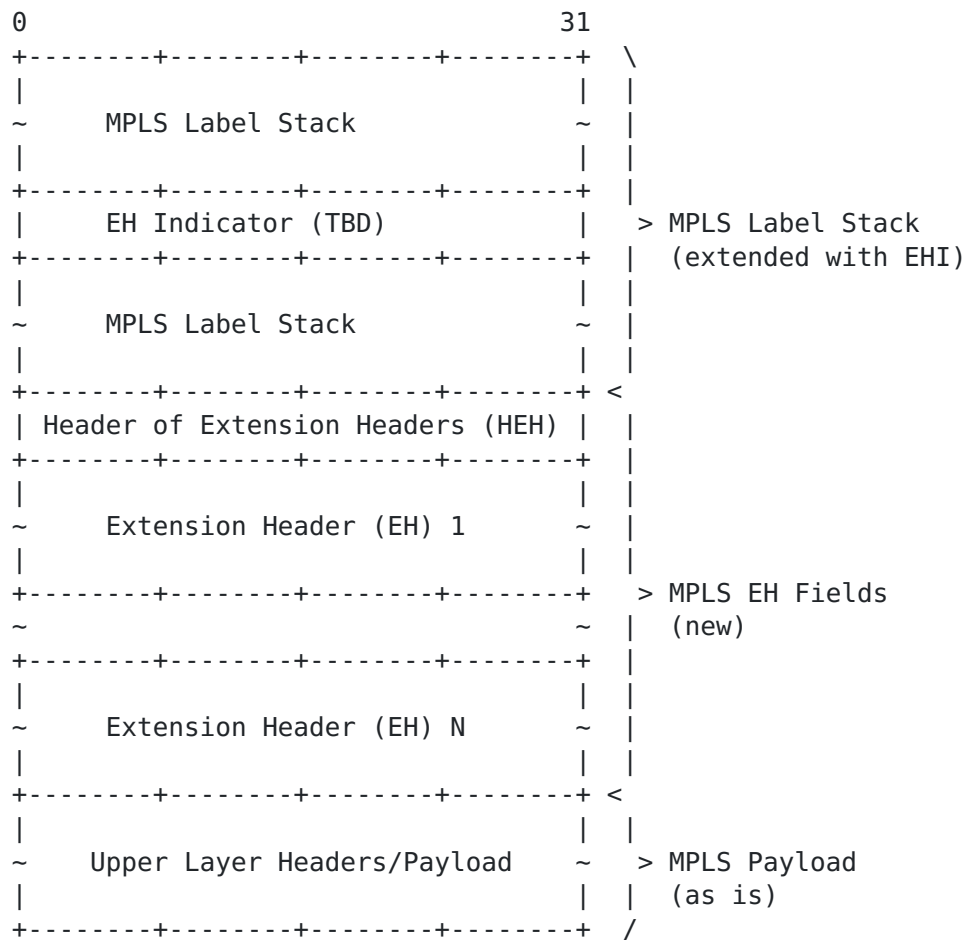 0                                  31
+--------+--------+--------+--------+  \
|                                   |  |
~     MPLS Label Stack              ~  |
|                                   |  |
+--------+--------+--------+--------+  |
|     EH Indicator (TBD)            |   > MPLS Label Stack
+--------+--------+--------+--------+  |  (extended with EHI)
|                                   |  |
~     MPLS Label Stack              ~  |
|                                   |  |
+--------+--------+--------+--------+ <
| Header of Extension Headers (HEH) |  |
+--------+--------+--------+--------+  |
|                                   |  |
~     Extension Header (EH) 1       ~  |
|                                   |  |
+--------+--------+--------+--------+   > MPLS EH Fields
~                                   ~  |  (new)
+--------+--------+--------+--------+  |
|                                   |  |
~     Extension Header (EH) N       ~  |
|                                   |  |
+--------+--------+--------+--------+ <
|                                   |  |
~    Upper Layer Headers/Payload    ~   > MPLS Payload
|                                   |  |  (as is)
+--------+--------+--------+--------+  /